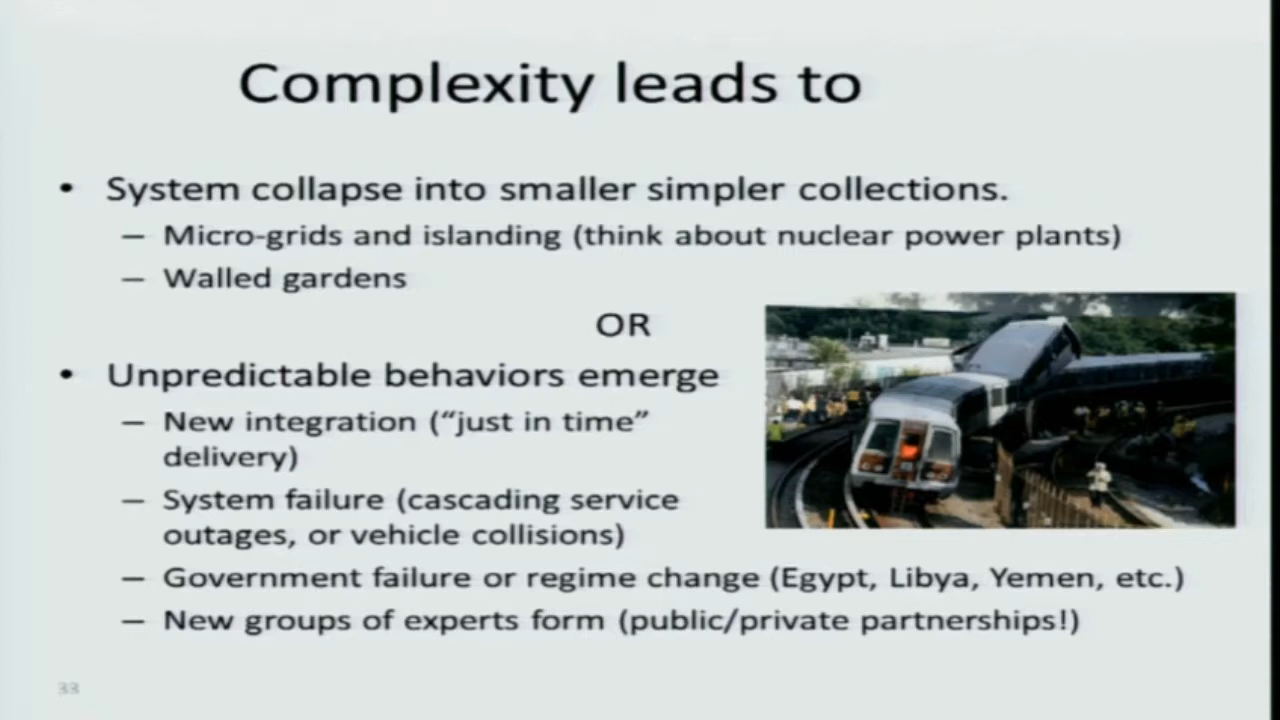 Complexity leads to
• System collapse into smaller simpler collections.
– Micro-grids and islanding (think about nuclear power plants)
– Walled gardens
OR
• Unpredictable behaviors emerge
– New integration (“just in time”
delivery)
– System failure (cascading service
outages, or vehicle collisions)
– Government failure or regime change (Egypt, Libya, Yemen, etc.)
– New groups of experts form (public/private partnerships!)
33